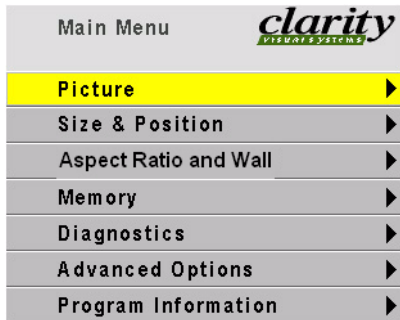 Main Menu
clarity
VISUAL SYSTEMS
Picture
Size & Position
Aspect Ratio and Wall
Memory
Diagnostics
Advanced Options
Program Information